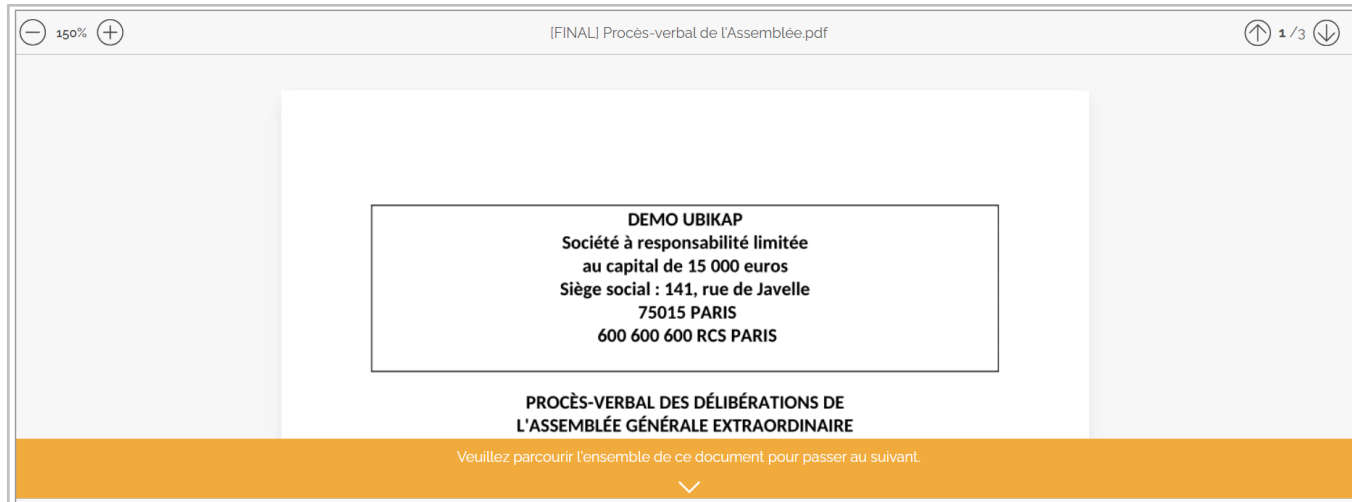 150%
[FINAL] Procès-verbal de l'Assemblée.pdf
1 /3
DEMO UBIKAP
Société à responsabilité limitée
au capital de 15 000 euros
Siège social : 141, rue de Javelle
75015 PARIS
600 600 600 RCS PARIS
PROCÈS-VERBAL DES DÉLIBÉRATIONS DE
L'ASSEMBLÉE GÉNÉRALE EXTRAORDINAIRE
Veuillez parcourir l'ensemble de ce document pour passer au suivant.